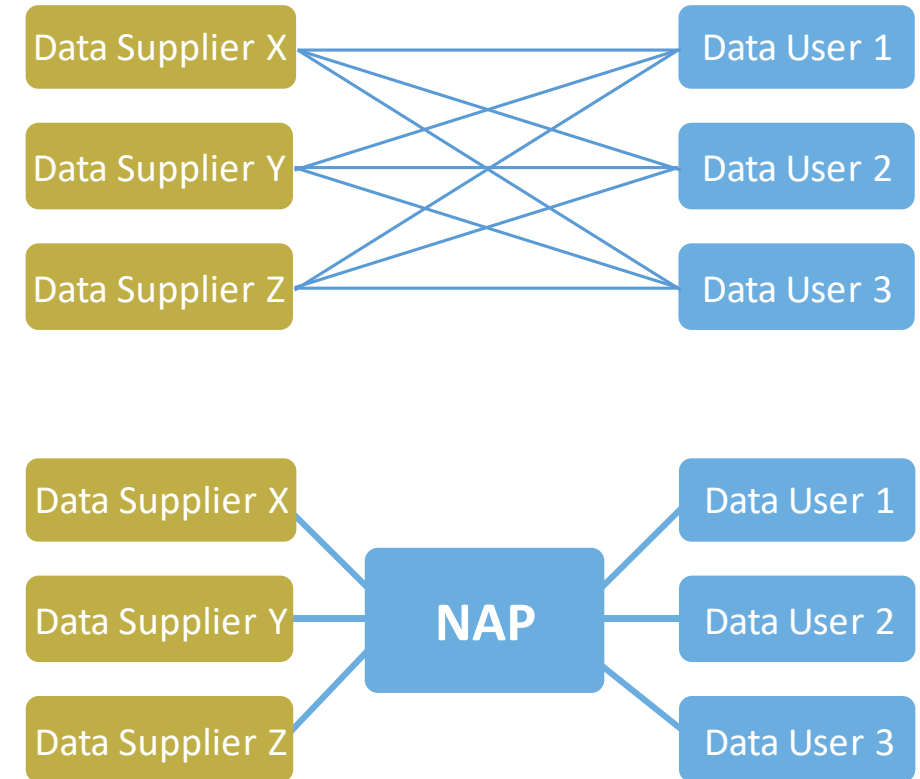 Data Supplier X
Data User 1
Data Supplier Y
Data User 2
Data Supplier Z
Data User 3
Data Supplier X
Data User 1
Data Supplier Y
NAP
Data User 2
Data Supplier Z
Data User 3